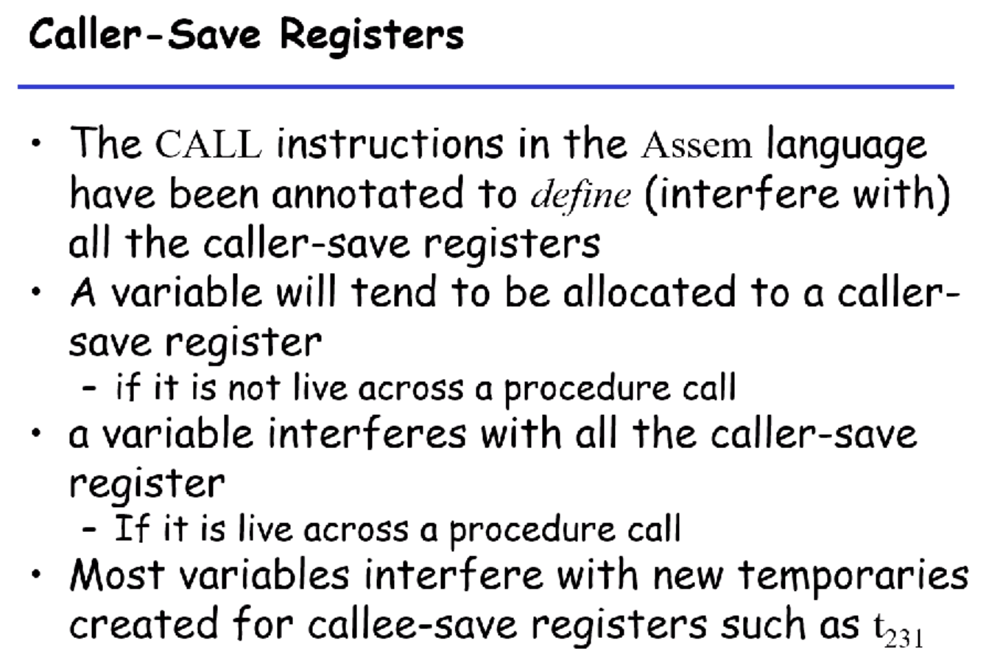 Caller-Save Registers
• The CALL instructions in the Assem language
have been annotated to define (interfere with)
all the caller-save registers
• A variable will tend to be allocated to a caller-
save register
- if it is not live across a procedure call
• a variable interferes with all the caller-save
register
- If it is live across a procedure call
• Most variables interfere with new temporaries
created for callee-save registers such as t₂₃₁